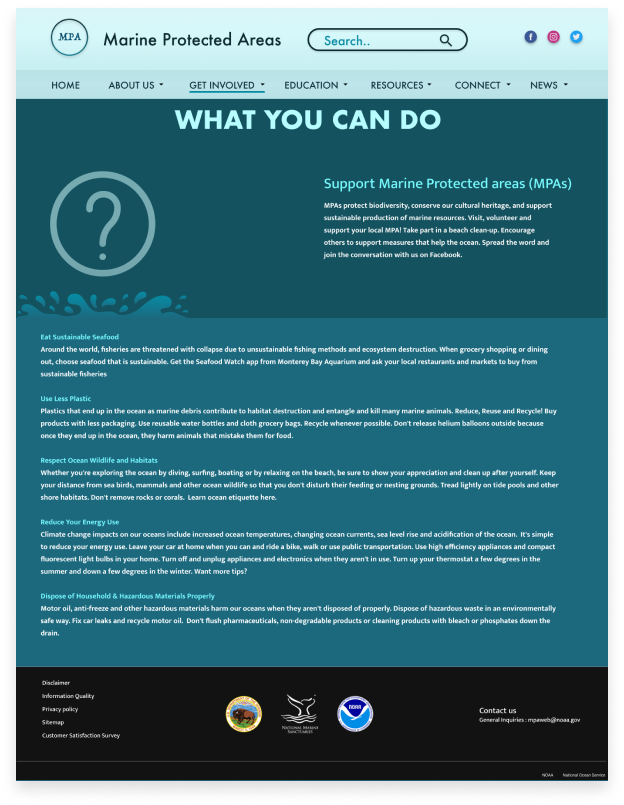 MPA
Marine Protected Areas
Search..
HOME
ABOUT US
GET INVOLVED
EDUCATION
RESOURCES
CONNECT
NEWS
WHAT YOU CAN DO
?
Support Marine Protected areas (MPAs)
MPAs protect biodiversity, conserve our cultural heritage, and support
sustainable production of marine resources. Visit, volunteer and
support your local MPA! Take part in a beach clean-up. Encourage
others to support measures that help the ocean. Spread the word and
join the conversation with us on Facebook.
Eat Sustainable Seafood
Around the world, fisheries are threatened with collapse due to unsustainable fishing methods and ecosystem destruction. When grocery shopping or dining
out, choose seafood that is sustainable. Get the Seafood Watch app from Monterey Bay Aquarium and ask your local restaurants and markets to buy from
sustainable fisheries
Use Less Plastic
Plastics that end up in the ocean as marine debris contribute to habitat destruction and entangle and kill many marine animals. Reduce, Reuse and Recycle! Buy
products with less packaging. Use reusable water bottles and cloth grocery bags. Recycle whenever possible. Don't release helium balloons outside because
once they end up in the ocean, they harm animals that mistake them for food.
Respect Ocean Wildlife and Habitats
Whether you're exploring the ocean by diving, surfing, boating or by relaxing on the beach, be sure to show your appreciation and clean up after yourself. Keep
your distance from sea birds, mammals and other ocean wildlife so that you don't disturb their feeding or nesting grounds. Tread lightly on tide pools and other
shore habitats. Don't remove rocks or corals. Learn ocean etiquette here.
Reduce Your Energy Use
Climate change impacts on our oceans include increased ocean temperatures, changing ocean currents, sea level rise and acidification of the ocean. It's simple
to reduce your energy use. Leave your car at home when you can and ride a bike, walk or use public transportation. Use high efficiency appliances and compact
fluorescent light bulbs in your home. Turn off and unplug appliances and electronics when they aren't in use. Turn up your thermostat a few degrees in the
summer and down a few degrees in the winter. Want more tips?
Dispose of Household & Hazardous Materials Properly
Motor oil, anti-freeze and other hazardous materials harm our oceans when they aren't disposed of properly. Dispose of hazardous waste in an environmentally
safe way. Fix car leaks and recycle motor oil. Don't flush pharmaceuticals, non-degradable products or cleaning products with bleach or phosphates down the
drain.
Disclaimer
Information Quality
Privacy policy
Sitemap
Customer Satisfaction Survey
NATIONAL MARINE
SANCTUARIES
NOAA
Contact us
General Inquiries : mpaweb@noaa.gov
NOAA
National Ocean Service